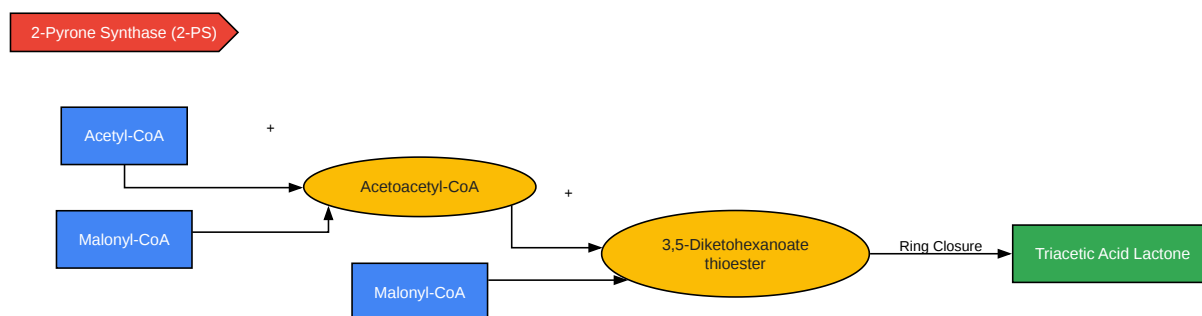 2-Pyrone Synthase (2-PS)
Acetyl-CoA
+
Malonyl-CoA
Acetoacetyl-CoA
+
Malonyl-CoA
3,5-Diketohexanoate
thioester
Ring Closure
Triacetic Acid Lactone